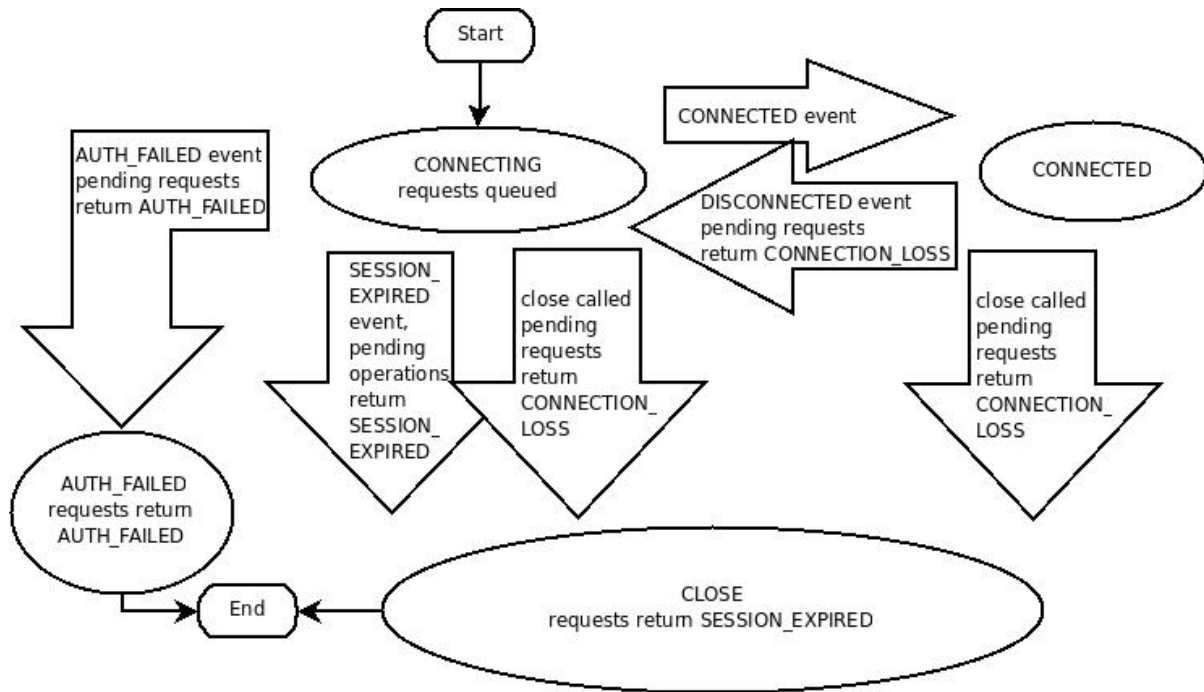 Start
CONNECTED event
AUTH_FAILED event
pending requests
return AUTH_FAILED
CONNECTING
requests queued
CONNECTED
DISCONNECTED event
pending requests
return CONNECTION_LOSS
SESSION_
EXPIRED
event,
pending
operations
return
SESSION_
EXPIRED
close called
pending
requests
return
CONNECTION_
LOSS
close called
pending
requests
return
CONNECTION_
LOSS
AUTH_FAILED
requests return
AUTH_FAILED
End
CLOSE
requests return SESSION_EXPIRED